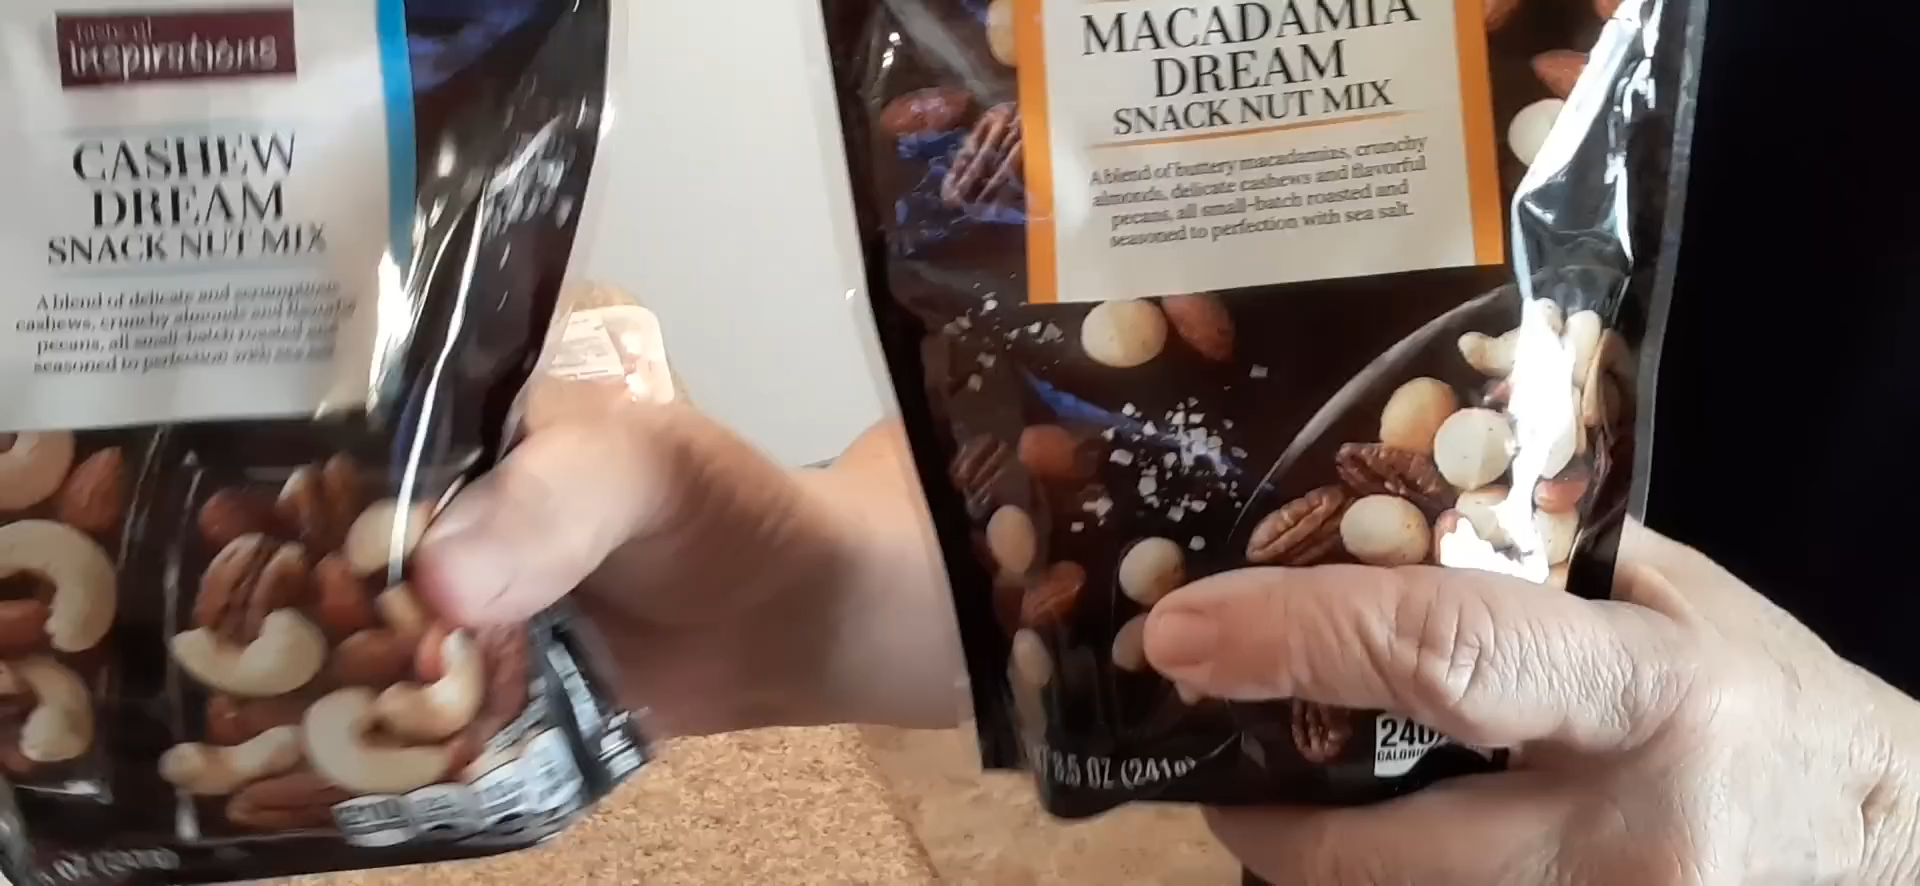 taste of
Inspirations
CASHEW
DREAM
SNACK NUT MIX
A blend of delicate and scrumptious
cashews, crunchy almonds and flavorful
pecans, all small-batch roasted and
seasoned to perfection with sea salt.
MACADAMIA
DREAM
SNACK NUT MIX
A blend of buttery macadamias, crunchy
almonds, delicate cashews and flavorful
pecans, all small-batch roasted and
seasoned to perfection with sea salt.
8.5 OZ (241g)
240
CALORIES